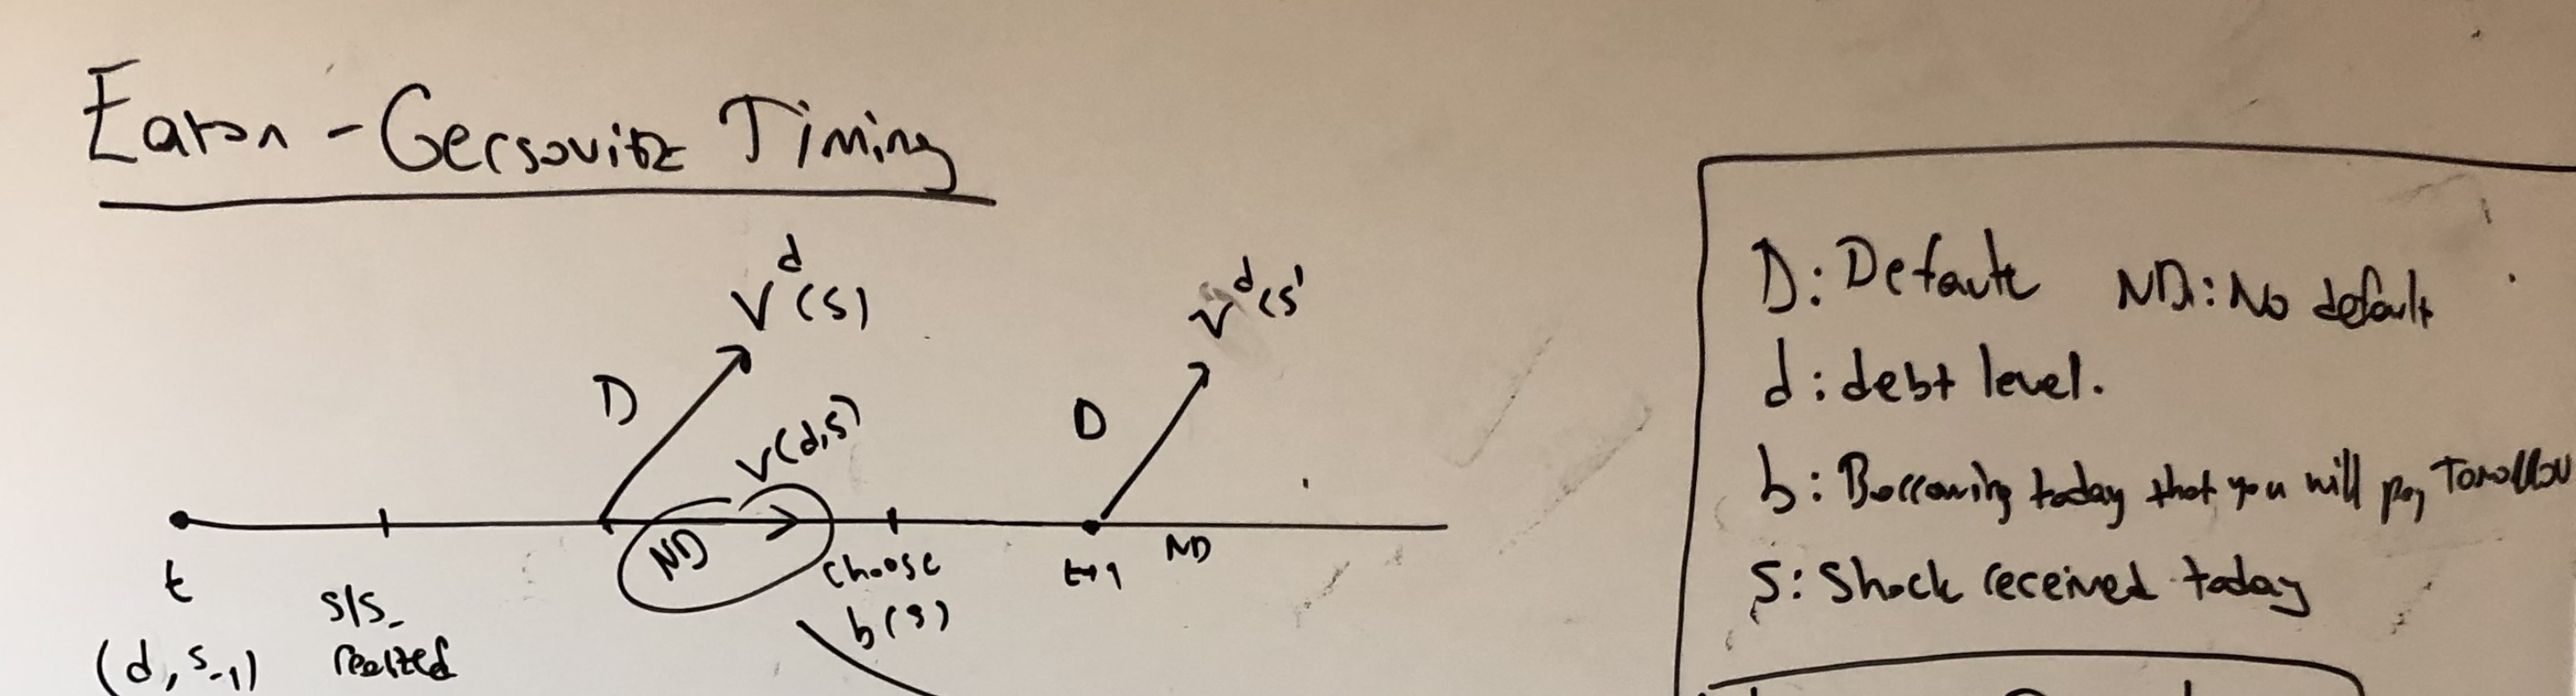 Eaton - Gersovitz Timing
V^d(s)
V^d(s'
D
V(d,s)
D
ND
choose
b(s)
t
t+1
ND
s/s_
realized
(d, s_-1)
D: Default ND: No default
d: debt level.
b: Borrowing today that you will pay Tomorrow
S: Shock received today